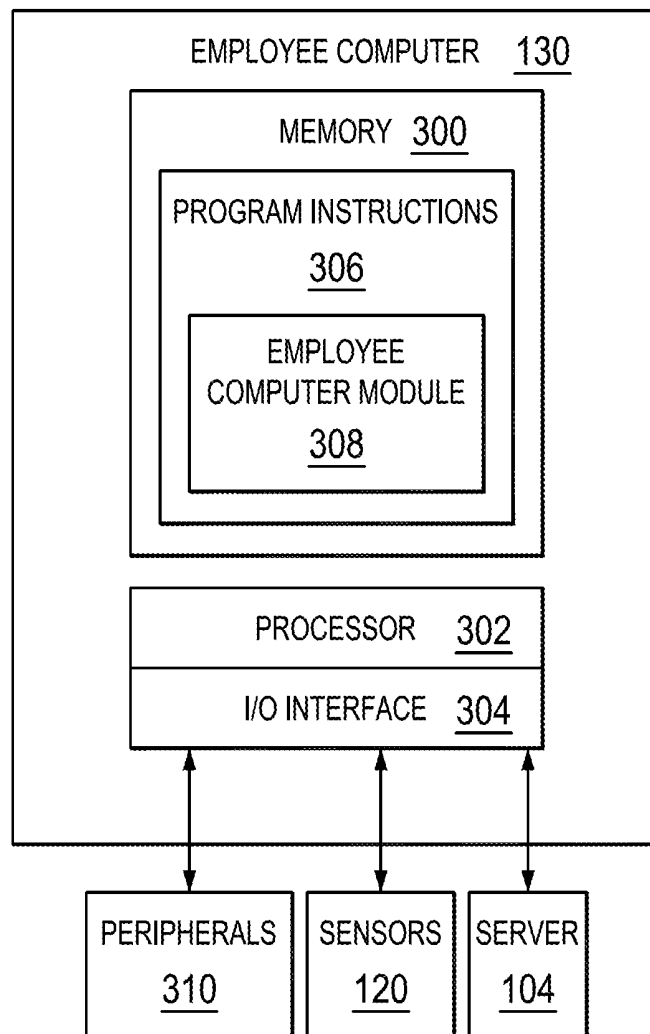 EMPLOYEE COMPUTER 130
MEMORY 300
PROGRAM INSTRUCTIONS
306
EMPLOYEE
COMPUTER MODULE
308
PROCESSOR 302
I/O INTERFACE 304
PERIPHERALS
310
SENSORS
120
SERVER
104